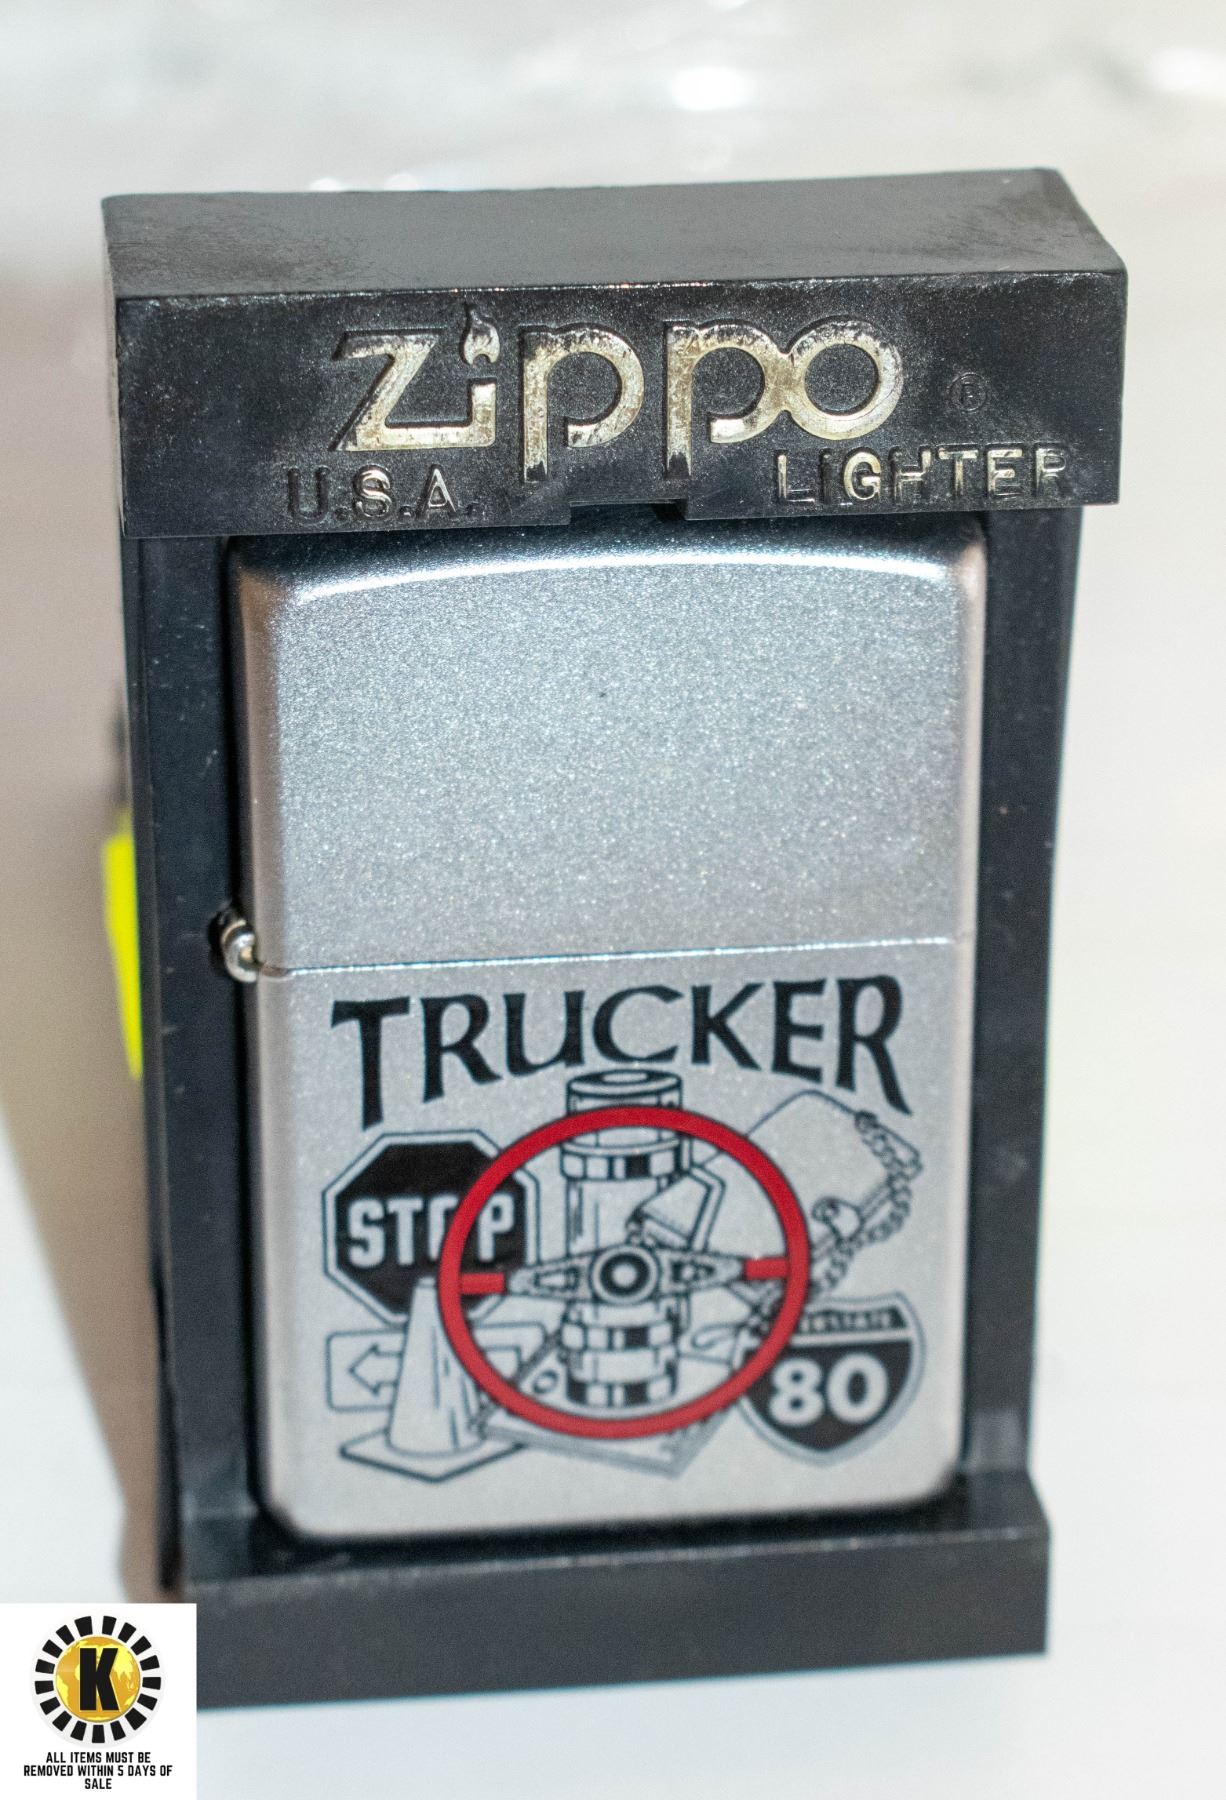 Zippo ®
U.S.A. LIGHTER
TRUCKER
STOP
80
K
ALL ITEMS MUST BE
REMOVED WITHIN 5 DAYS OF
SALE